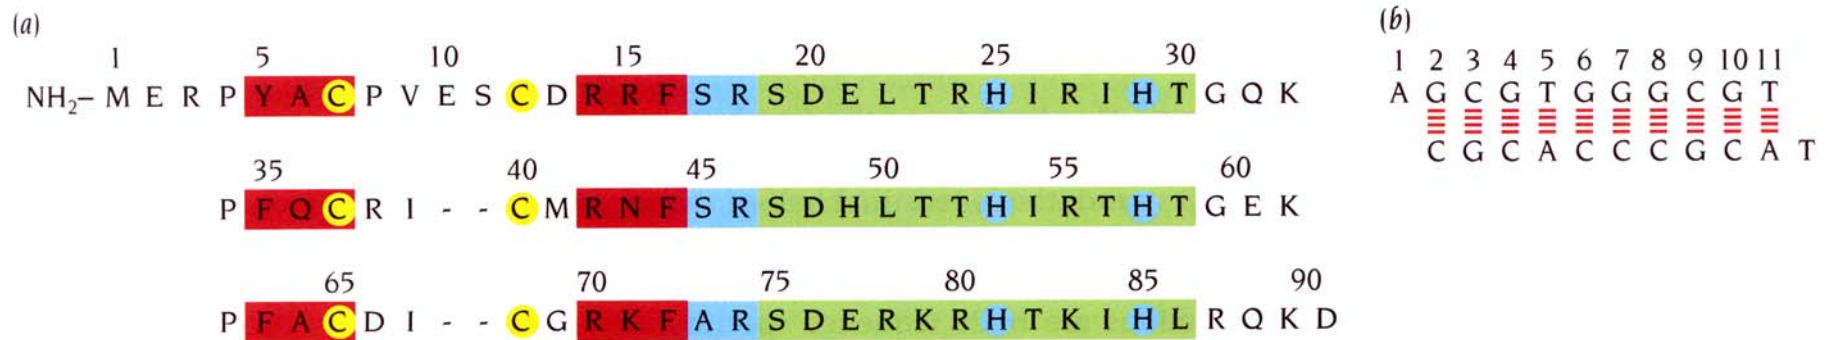 (a)
1 5 10 15 20 25 30
NH2– M E R P Y A C P V E S C D R R F S R S D E L T R H I R I H T G Q K
35 40 45 50 55 60
P F Q C R I - - C M R N F S R S D H L T T H I R T H T G E K
65 70 75 80 85 90
P F A C D I - - C G R K F A R S D E R K R H T K I H L R Q K D
(b)
1 2 3 4 5 6 7 8 9 10 11
A G C G T G G G C G T
C G C A C C C G C A T